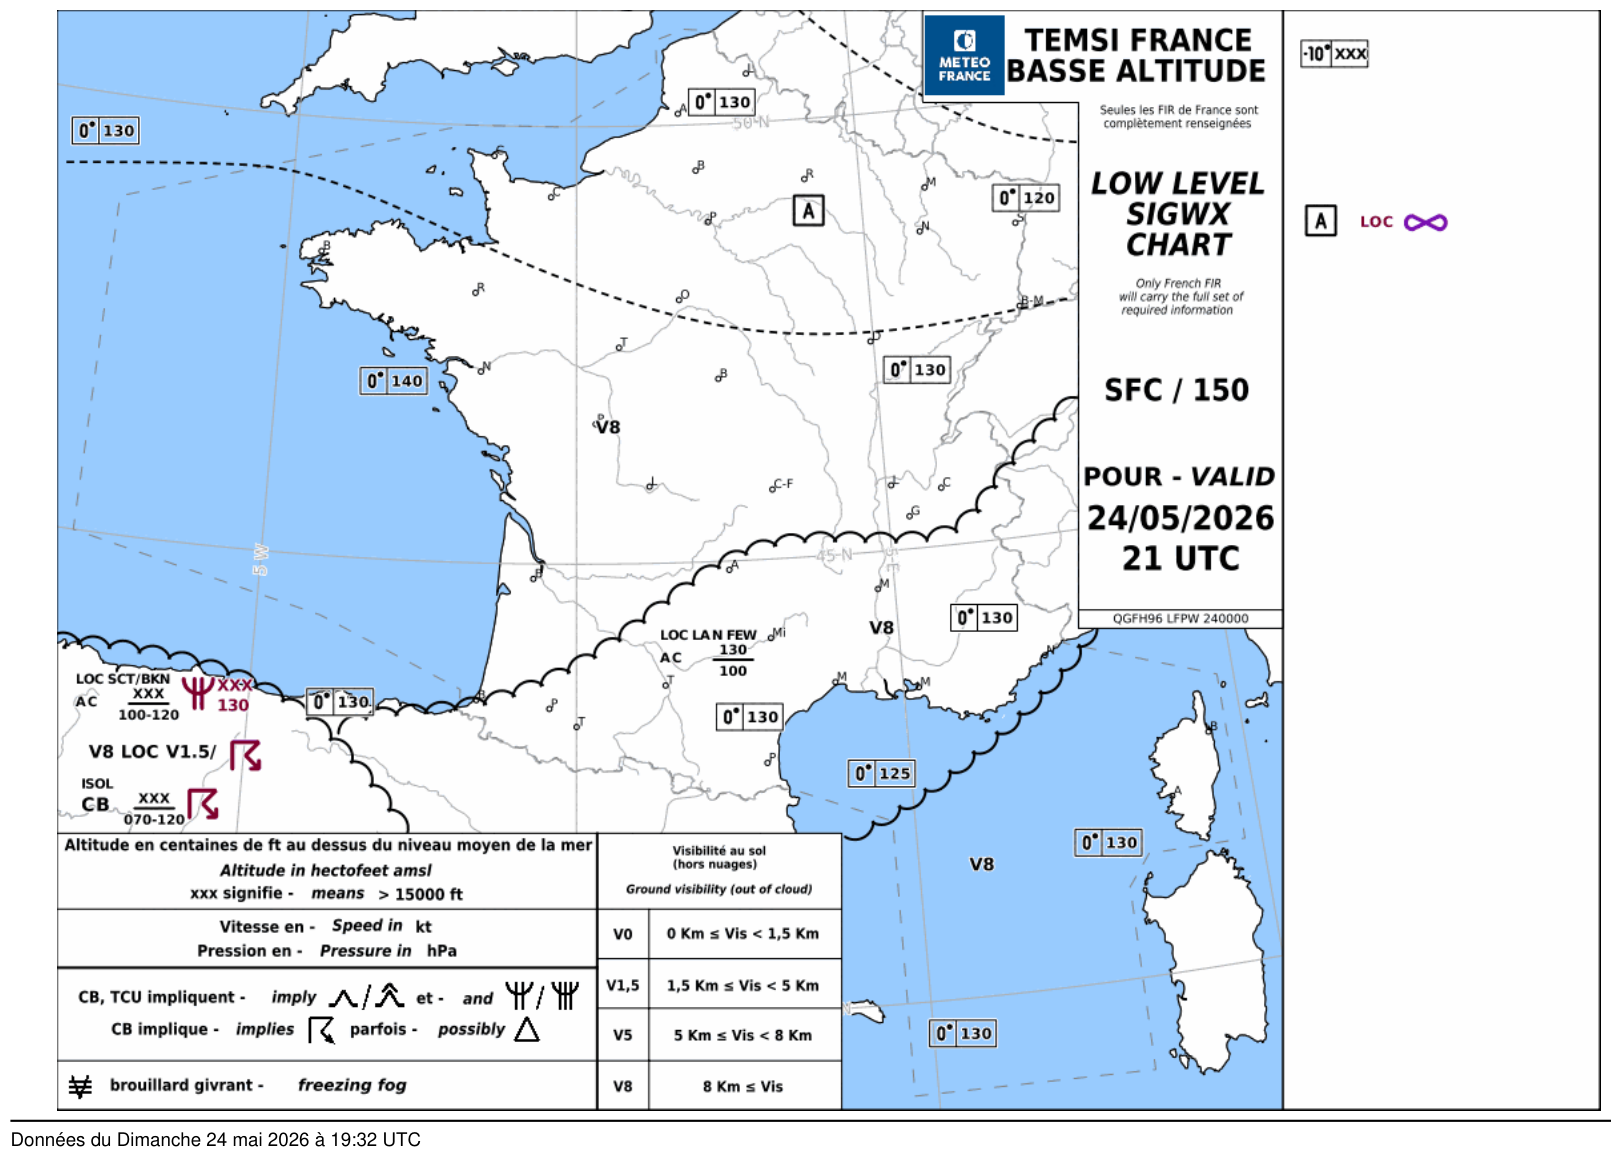 TEMSI FRANCE
BASSE ALTITUDE
METEO
FRANCE
Seules les FIR de France sont
complètement renseignées
LOW LEVEL
SIGWX
CHART
Only French FIR
will carry the full set of
required information
SFC / 150
POUR - VALID
24/05/2026
21 UTC
QGFH96 LFPW 240000
-10° xxx
A LOC
L
A
0° 130
50 N
0° 130
C
B
R
M
C
A
0° 120
P
N
S
B
R
O
B-M
T
D
N
B
0° 130
0° 140
P
V8
L
C-F
L
C
G
45 N
5 W
5 E
B
A
M
0° 130
V8
LOC LAN FEW
130
AC
100
Mi
N
LOC SCT/BKN
XXX
AC
100-120
XXX
130
0° 130
B
T
M
M
P
T
0° 130
B
V8 LOC V1.5/
P
0° 125
ISOL
CB
XXX
070-120
A
0° 130
V8
0° 130
Altitude en centaines de ft au dessus du niveau moyen de la mer
Altitude in hectofeet amsl
xxx signifie - means > 15000 ft
Vitesse en - Speed in kt
Pression en - Pressure in hPa
CB, TCU impliquent - imply / et - and /
CB implique - implies parfois - possibly
brouillard givrant - freezing fog
Visibilité au sol
(hors nuages)
Ground visibility (out of cloud)
V0 0 Km ≤ Vis < 1,5 Km
V1,5 1,5 Km ≤ Vis < 5 Km
V5 5 Km ≤ Vis < 8 Km
V8 8 Km ≤ Vis
Données du Dimanche 24 mai 2026 à 19:32 UTC